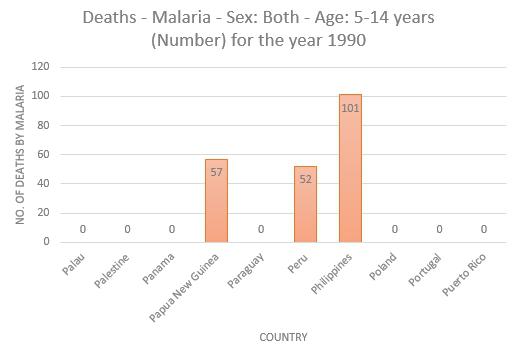 Deaths - Malaria - Sex: Both - Age: 5-14 years
(Number) for the year 1990
NO. OF DEATHS BY MALARIA
120
100
80
60
40
20
0
0
0
0
57
0
52
101
0
0
0
Palau
Palestine
Panama
Papua New Guinea
Paraguay
Peru
Philippines
Poland
Portugal
Puerto Rico
COUNTRY